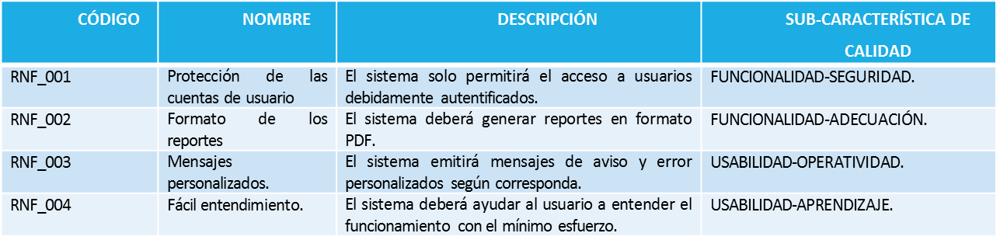 CÓDIGO NOMBRE DESCRIPCIÓN SUB-CARACTERÍSTICA DE
CALIDAD
RNF_001 Protección de las El sistema solo permitirá el acceso a usuarios FUNCIONALIDAD-SEGURIDAD.
cuentas de usuario debidamente autentificados.
RNF_002 Formato de los El sistema deberá generar reportes en formato FUNCIONALIDAD-ADECUACIÓN.
reportes PDF.
RNF_003 Mensajes El sistema emitirá mensajes de aviso y error USABILIDAD-OPERATIVIDAD.
personalizados. personalizados según corresponda.
RNF_004 Fácil entendimiento. El sistema deberá ayudar al usuario a entender el USABILIDAD-APRENDIZAJE.
funcionamiento con el mínimo esfuerzo.